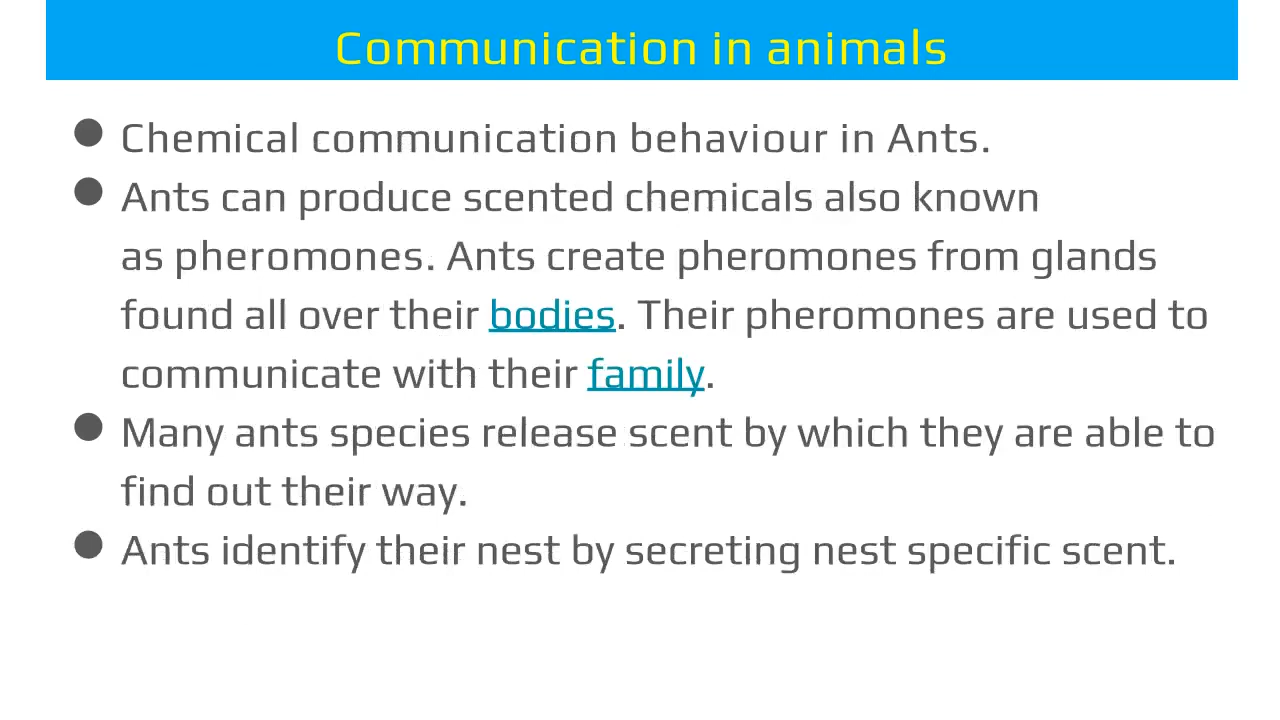 Communication in animals
● Chemical communication behaviour in Ants.
● Ants can produce scented chemicals also known
as pheromones. Ants create pheromones from glands
found all over their bodies. Their pheromones are used to
communicate with their family.
● Many ants species release scent by which they are able to
find out their way.
● Ants identify their nest by secreting nest specific scent.